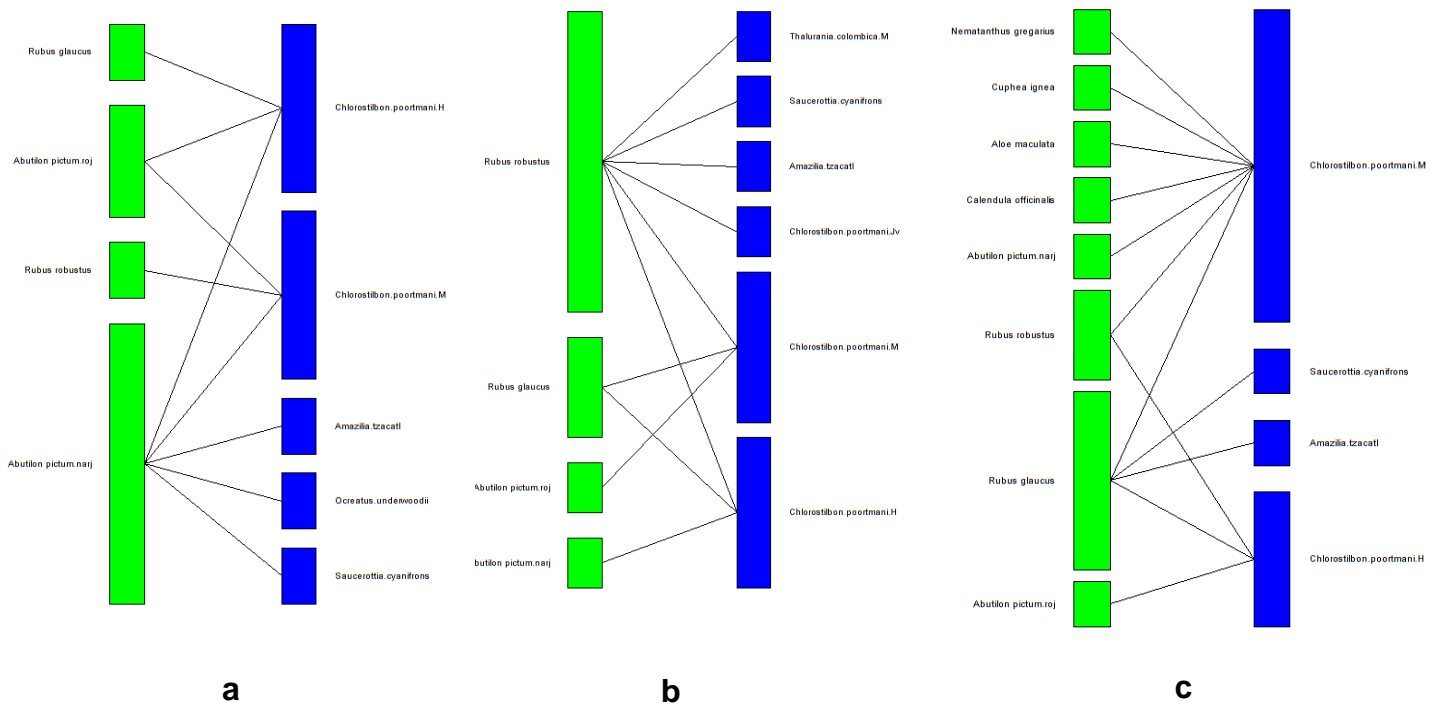 Rubus glaucus
Abutilon pictum.roj
Rubus robustus
Abutilon pictum.narj
Chlorostilbon.poortmani.H
Chlorostilbon.poortmani.M
Amazilia.tzacatl
Ocreatus.underwoodii
Saucerottia.cyanifrons
a
Rubus robustus
Rubus glaucus
Abutilon pictum.roj
butilon pictum.narj
Thalurania.colombica.M
Saucerottia.cyanifrons
Amazilia.tzacatl
Chlorostilbon.poortmani.Jv
Chlorostilbon.poortmani.M
Chlorostilbon.poortmani.H
b
Nematanthus gregarius
Cuphea ignea
Aloe maculata
Calendula officinalis
Abutilon pictum.narj
Rubus robustus
Rubus glaucus
Abutilon pictum.roj
Chlorostilbon.poortmani.M
Saucerottia.cyanifrons
Amazilia.tzacatl
Chlorostilbon.poortmani.H
c